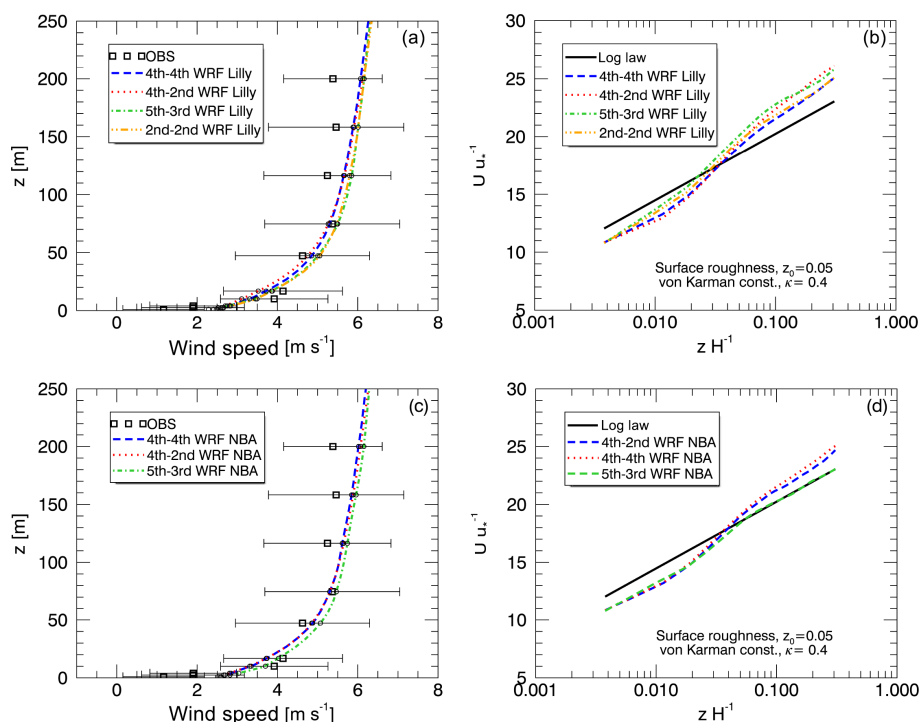 (a)
250
200
150
100
50
0
z [m]
OBS
4th-4th WRF Lilly
4th-2nd WRF Lilly
5th-3rd WRF Lilly
2nd-2nd WRF Lilly
0 2 4 6 8
Wind speed [m s-1]
(b)
30
25
20
15
10
5
U u*-1
Log law
4th-4th WRF Lilly
4th-2nd WRF Lilly
5th-3rd WRF Lilly
2nd-2nd WRF Lilly
Surface roughness, z0=0.05
von Karman const., κ= 0.4
0.001 0.010 0.100 1.000
z H-1
(c)
250
200
150
100
50
0
z [m]
OBS
4th-4th WRF NBA
4th-2nd WRF NBA
5th-3rd WRF NBA
0 2 4 6 8
Wind speed [m s-1]
(d)
30
25
20
15
10
5
U u*-1
Log law
4th-2nd WRF NBA
4th-4th WRF NBA
5th-3rd WRF NBA
Surface roughness, z0=0.05
von Karman const., κ= 0.4
0.001 0.010 0.100 1.000
z H-1